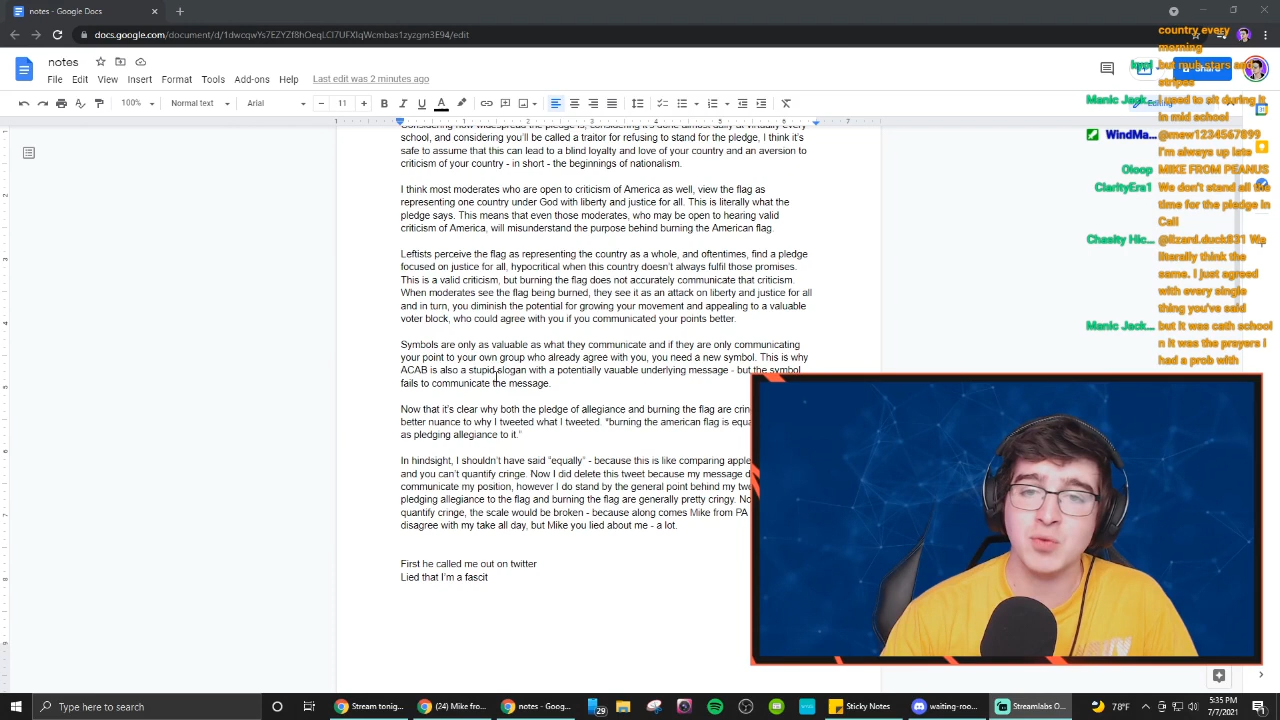 notes - Google Docs
docs.google.com/document/d/1dwcqwYs7EZYZf8hOeqLCI7UFXlqWcmbas1zyzgm3E94/edit
notes
File Edit View Insert Format Tools Add-ons Help Last edit was 2 minutes ago
Share
100% Normal text Arial 11 Editing
school, and considering refusing to stand for the pledge, I think it's
safe to assume that this can lead to a blind loyalty and love of your country and an aversion to
criticism of your country - in short - the beginnings of nationalism.
I think most moderates who are open to criticism of America as well, view the flag as
representing one country under God with liberty and justice for all. This is literally what the
pledge says. This means that even those moderates, who may be open to hearing valid
criticism of America, will misunderstand the purpose behind burning the American flag.
Leftists perceive the flag as representing the country as a whole, and oftentimes, find a pledge
focused on justice for all, hypocritical when this country doesn't always fulfil those promises.
This is a valid criticism, but burning the flag does not accurately communicate that criticism.
When moderates see the flag being burned, they see it as an attack on liberty and justice for all
and in turn, you diminish the potential for growing your movement and appealing to a valuable
voter block, who could agree with you if you communicated your points better.
Symbols are only as valuable as what they communicate and if they are only communicating
your point to your own group who already agree with you, you need a new symbol. This is why
ACAB is also a stupid slogan with a potentially vauable underlying message - but the symbol
fails to communicate the message.
Now that it's clear why both the pledge of allegiance and burning the flag are crin
better nuance to why I tweeted what I tweeted. "burning the american flag is equa
as pledging allegiance to it."
In hindsight, I shouldn't have said "equally" - because this is like comparing apple
and you can't quantify cringe. Now I did delete this tweet because my message d
communicate my position, however I do stand by the general point behind my twe
pledging allegiance to the flag and burning the flag are generally pretty cringy. No
quantify cringe, the scale would be broken - because along comes Mike from PA
disagree with my take all day, but Mike you lied about me - a lot.
First he called me out on twitter
Lied that I'm a fascit
country every
morning
but muh stars and
stripes
Manic Jack... I used to sit during it
in mid school
WindMa... @mew1234567899
I'm always up late
Oloop MIKE FROM PEANUS
ClarityEra1 We don't stand all the
time for the pledge in
Cali
Chasity Hic... @lizard.duck831 We
literally think the
same. I just agreed
with every single
thing you've said
Manic Jack... but it was cath school
n it was the prayers i
had a prob with
Type here to search
Stream tonig... (24) Mike fro... notes - Goog... 29 Sticky Notes waiting-roo... Streamlabs O... 78°F 5:35 PM
7/7/2021